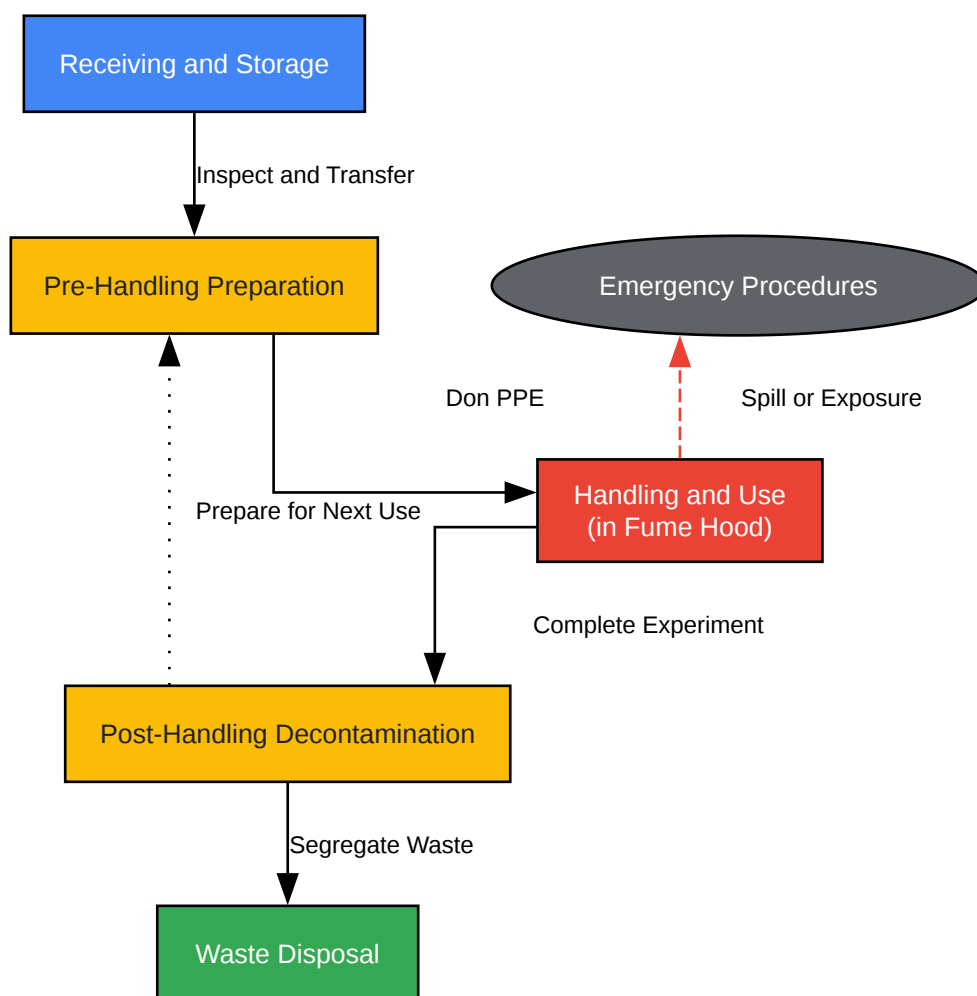 Receiving and Storage
Inspect and Transfer
Pre-Handling Preparation
Emergency Procedures
Don PPE
Spill or Exposure
Handling and Use
(in Fume Hood)
Prepare for Next Use
Complete Experiment
Post-Handling Decontamination
Segregate Waste
Waste Disposal